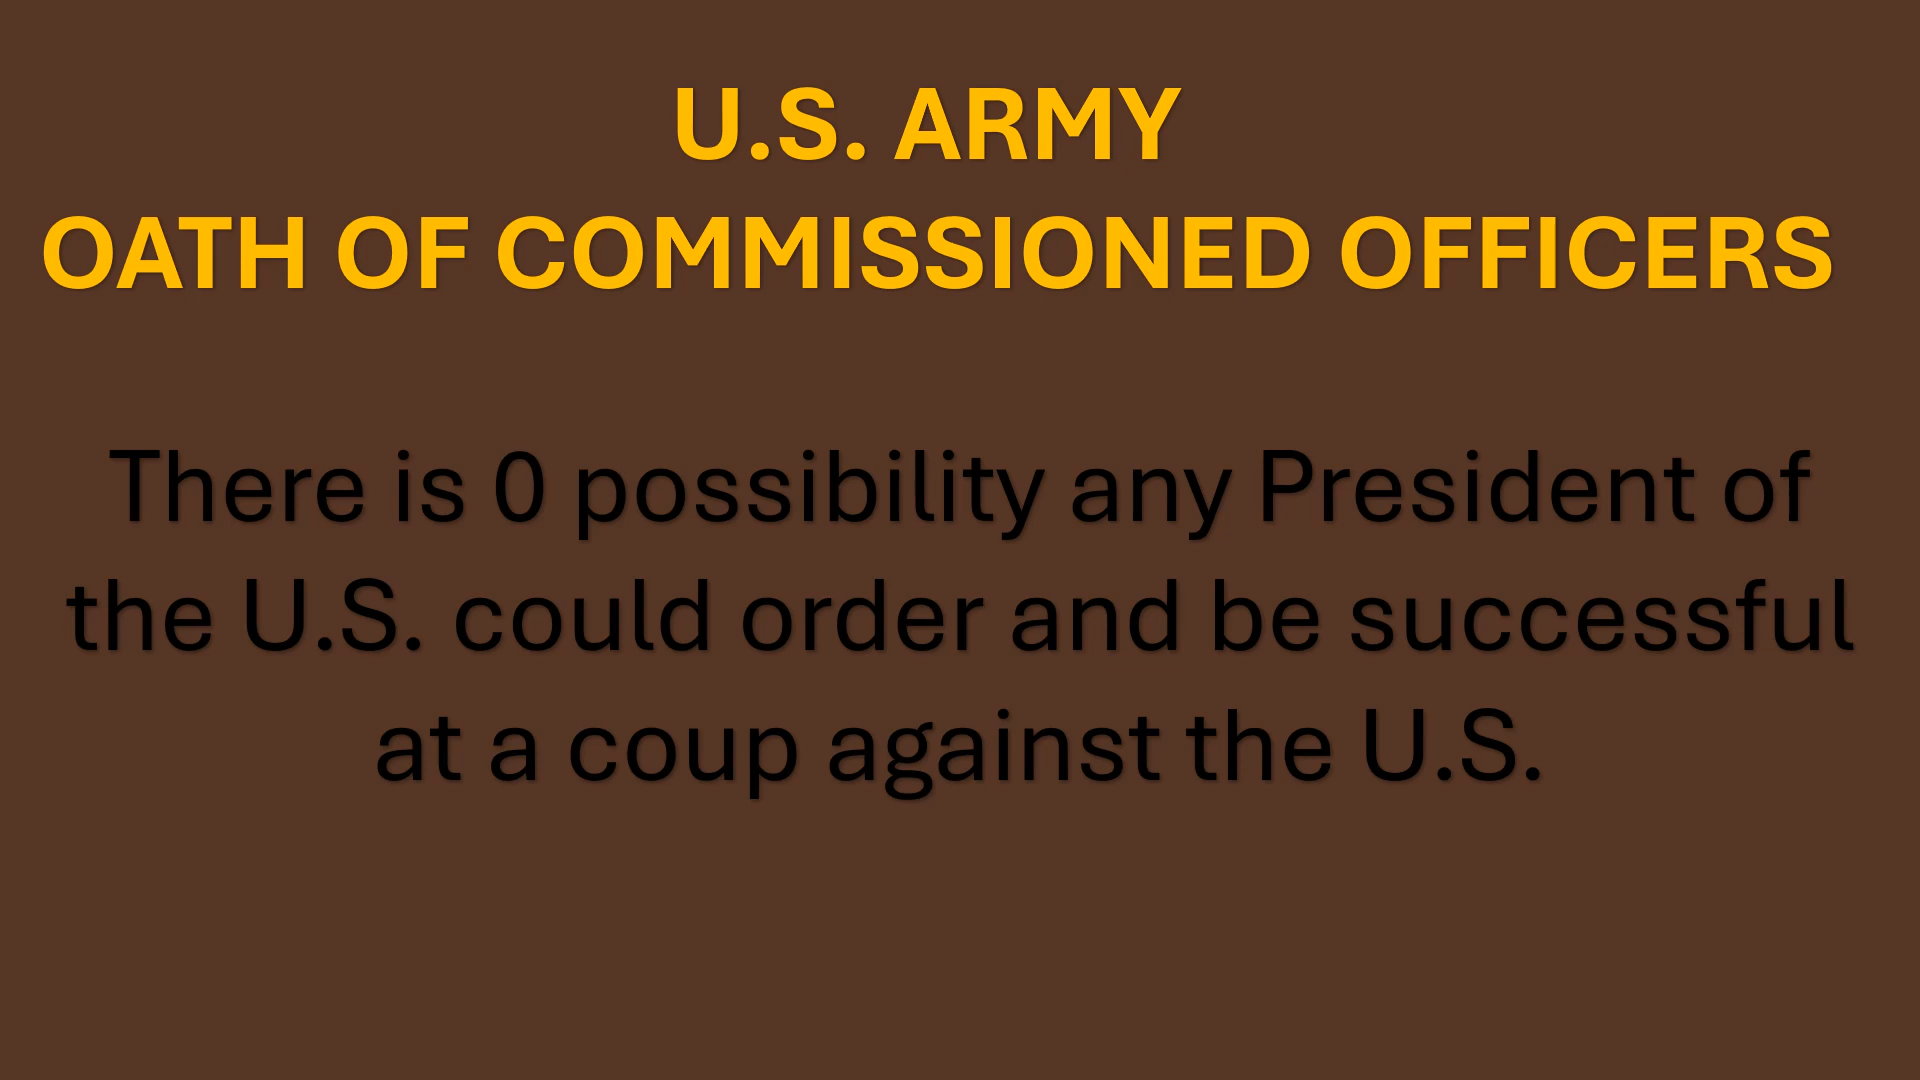 U.S. ARMY
OATH OF COMMISSIONED OFFICERS
There is 0 possibility any President of
the U.S. could order and be successful
at a coup against the U.S.